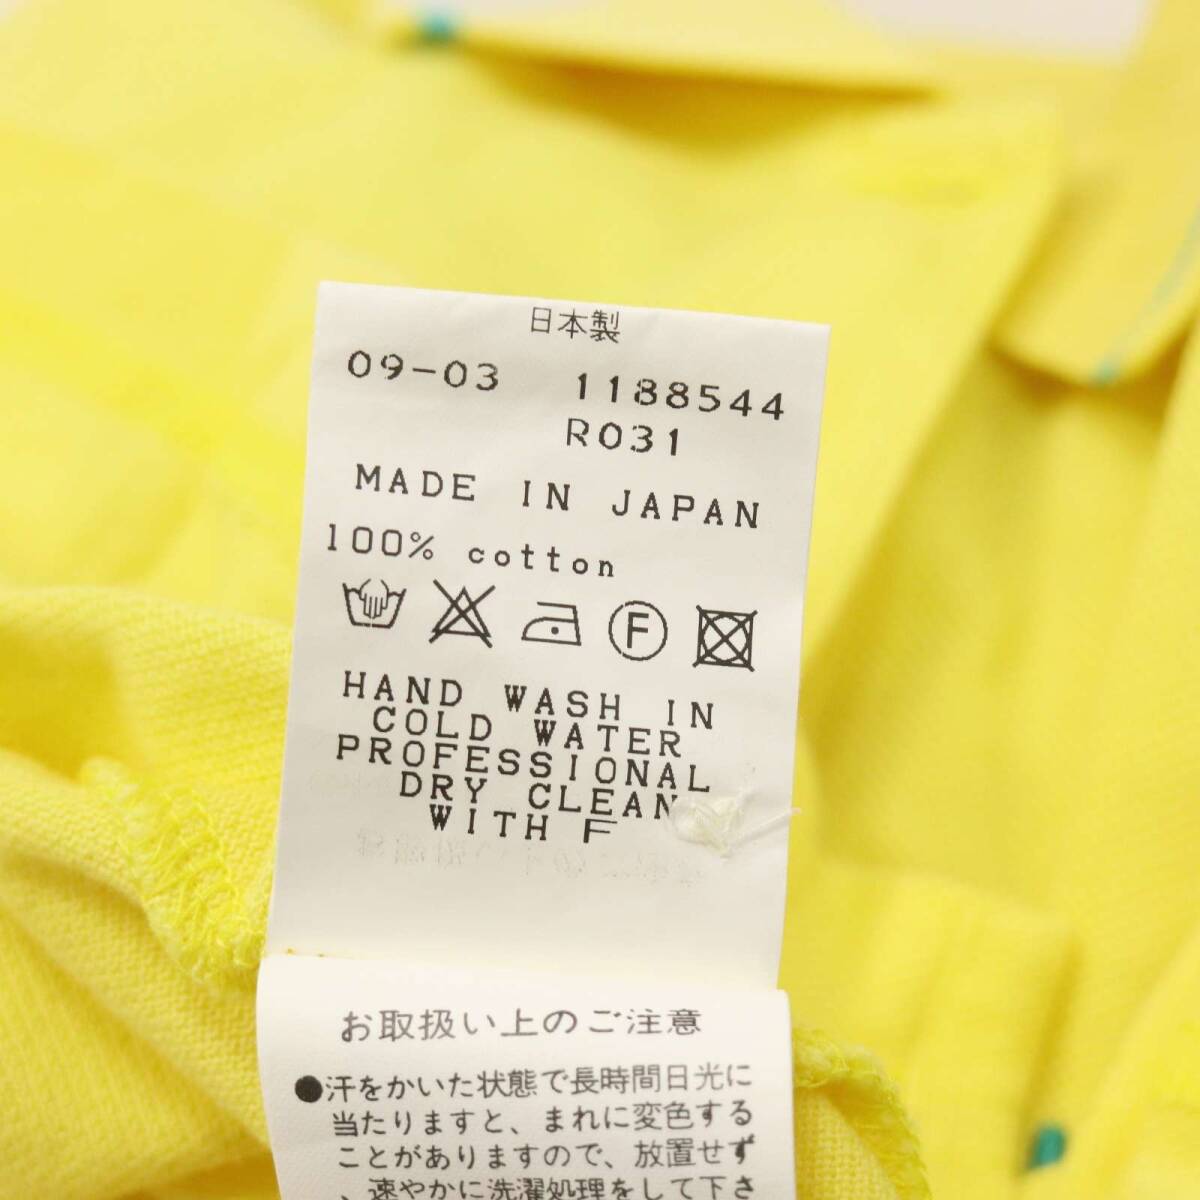 日本製
09-03 1188544
R031
MADE IN JAPAN
100% cotton
F
HAND WASH IN
COLD WATER
PROFESSIONAL
DRY CLEAN
WITH F
お取扱い上のご注意
●汗をかいた状態で長時間日光に
当たりますと、まれに変色する
ことがありますので、放置せず
、速やかに洗濯処理をして下さ